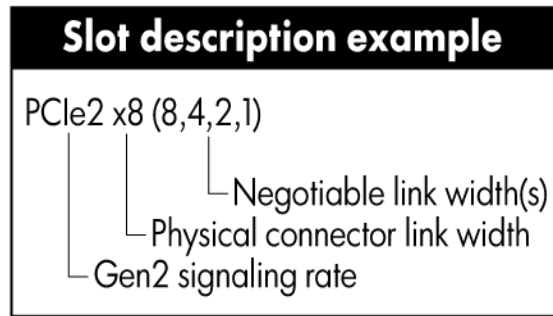 Slot description example
PCIe2 x8 (8,4,2,1)
Negotiable link width(s)
Physical connector link width
Gen2 signaling rate